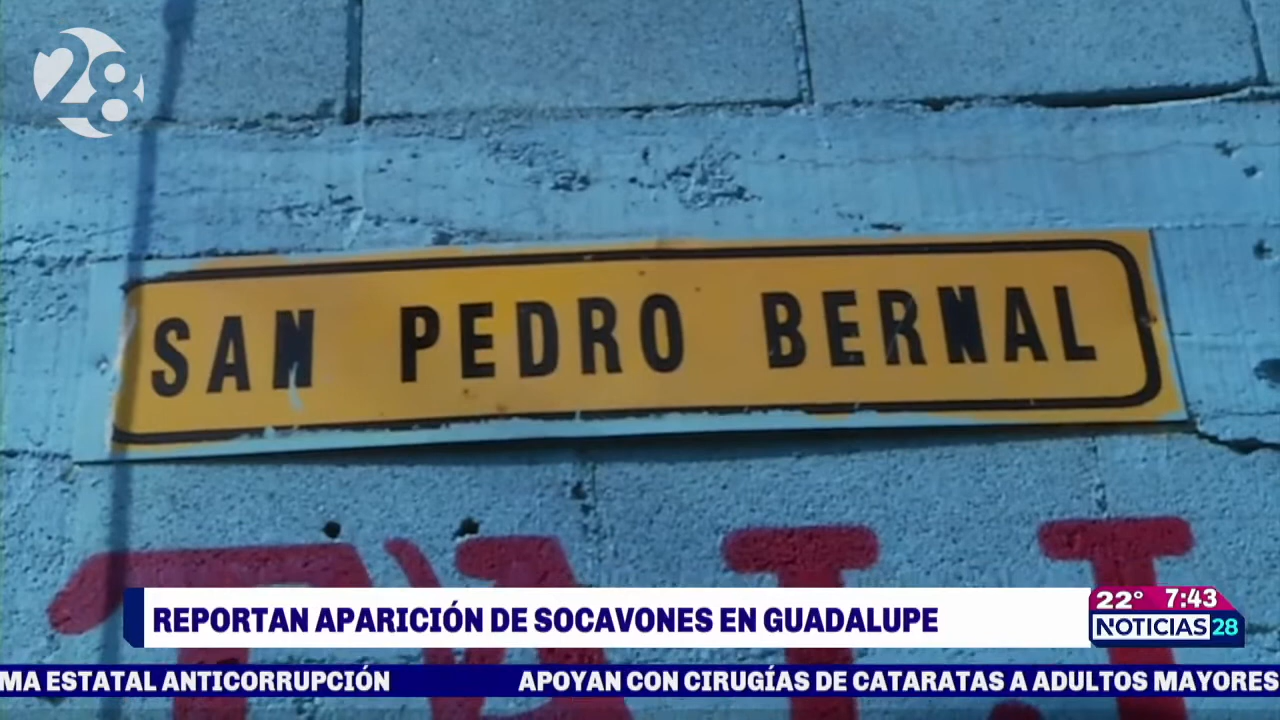 28
SAN PEDRO BERNAL
REPORTAN APARICIÓN DE SOCAVONES EN GUADALUPE
22° 7:43
NOTICIAS 28
MA ESTATAL ANTICORRUPCIÓN APOYAN CON CIRUGÍAS DE CATARATAS A ADULTOS MAYORES